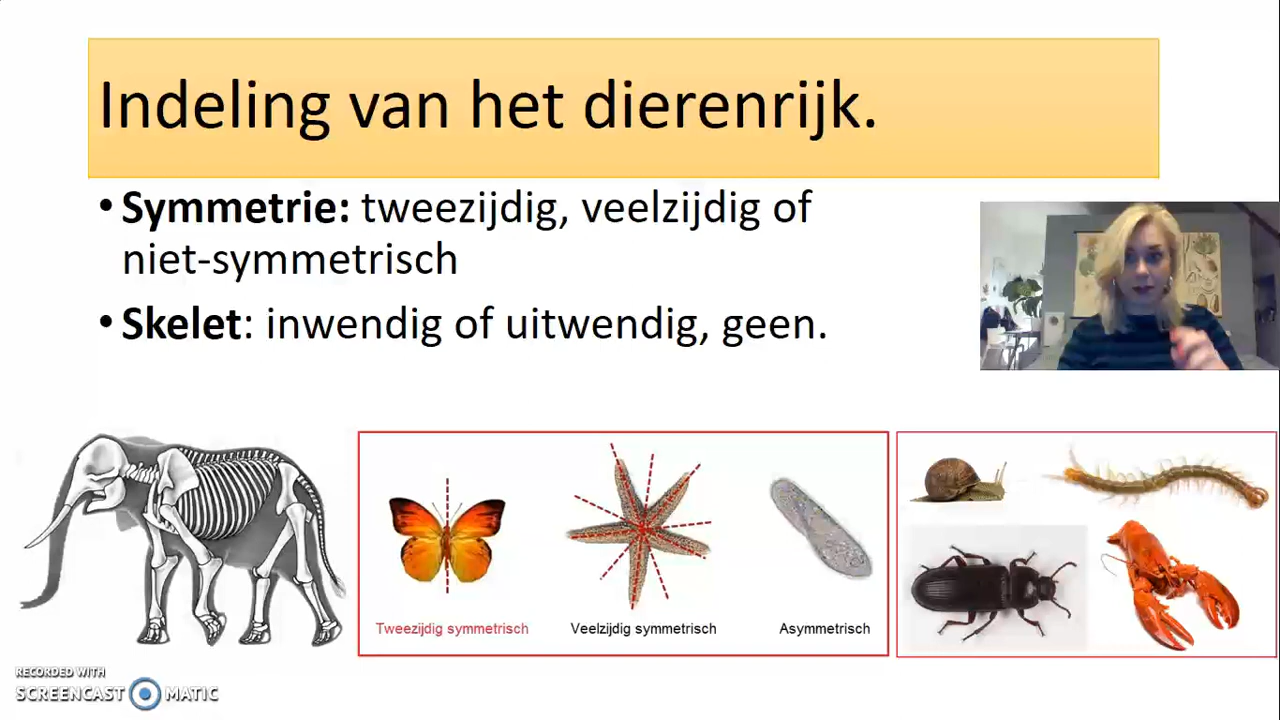 Indeling van het dierenrijk.
• Symmetrie: tweezijdig, veelzijdig of
niet-symmetrisch
• Skelet: inwendig of uitwendig, geen.
Tweezijdig symmetrisch
Veelzijdig symmetrisch
Asymmetrisch
RECORDED WITH
SCREENCAST MATIC